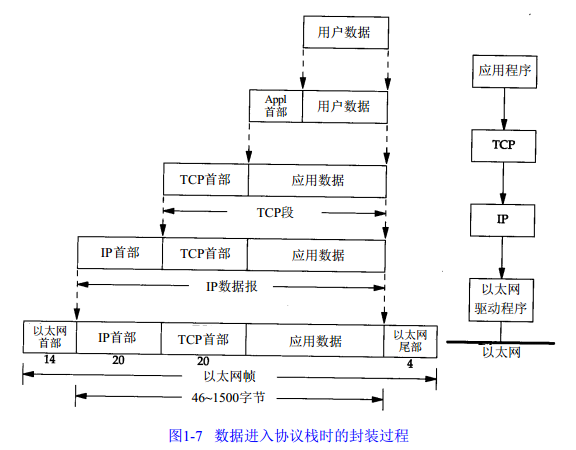 用户数据
Appl
首部
用户数据
应用程序
TCP首部
应用数据
TCP段
TCP
IP首部
TCP首部
应用数据
IP数据报
IP
以太网
首部
IP首部
TCP首部
应用数据
以太网
尾部
14
20
20
4
以太网帧
46~1500字节
以太网
驱动程序
以太网
图1-7 数据进入协议栈时的封装过程